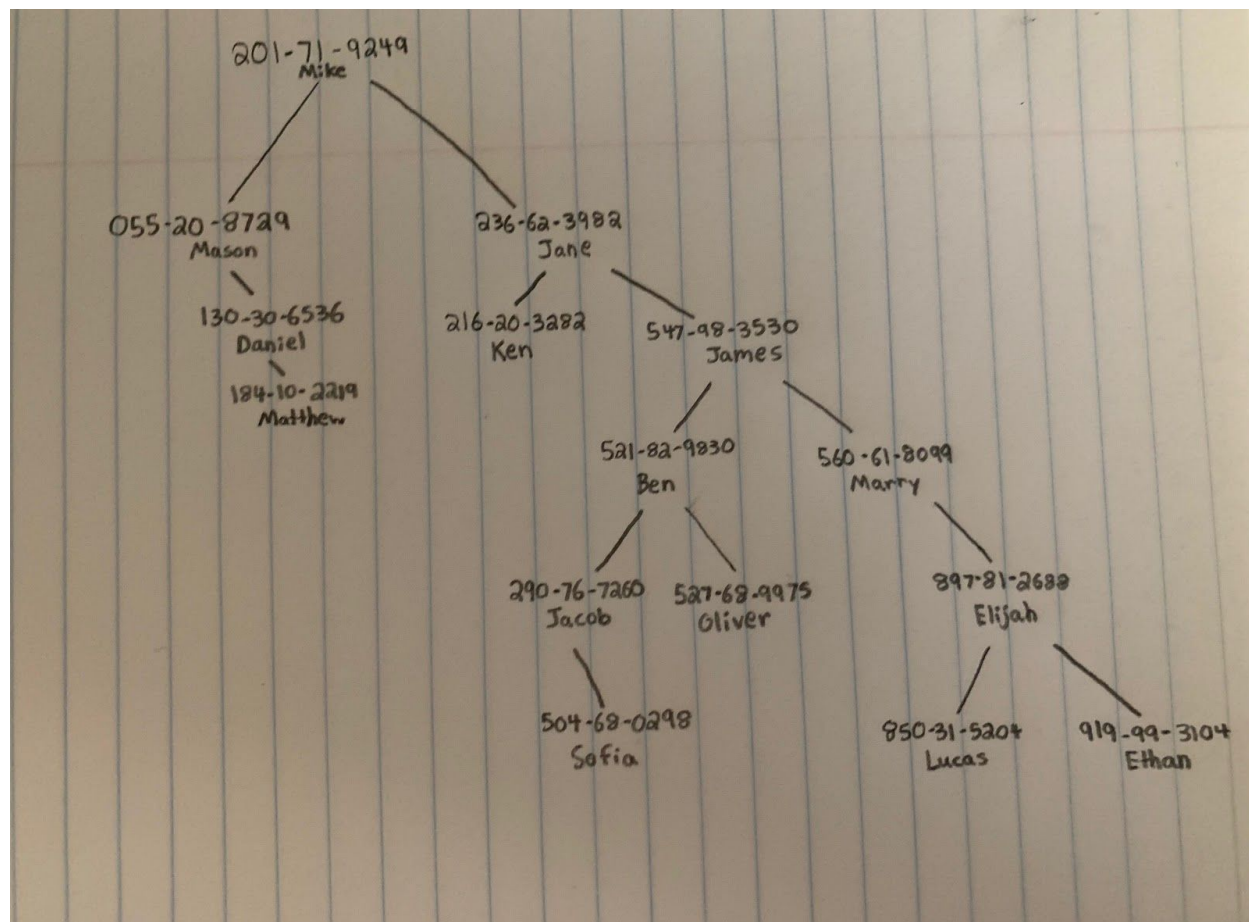 201-71-9249
Mike
055-20-8729
Mason
236-62-3982
Jane
130-30-6536
Daniel
216-20-3282
Ken
547-98-3530
James
184-10-2219
Matthew
521-82-9830
Ben
560-61-8099
Marry
290-76-7260
Jacob
527-68-9975
Oliver
897-81-2688
Elijah
504-68-0298
Sofia
850-31-5204
Lucas
919-99-3104
Ethan